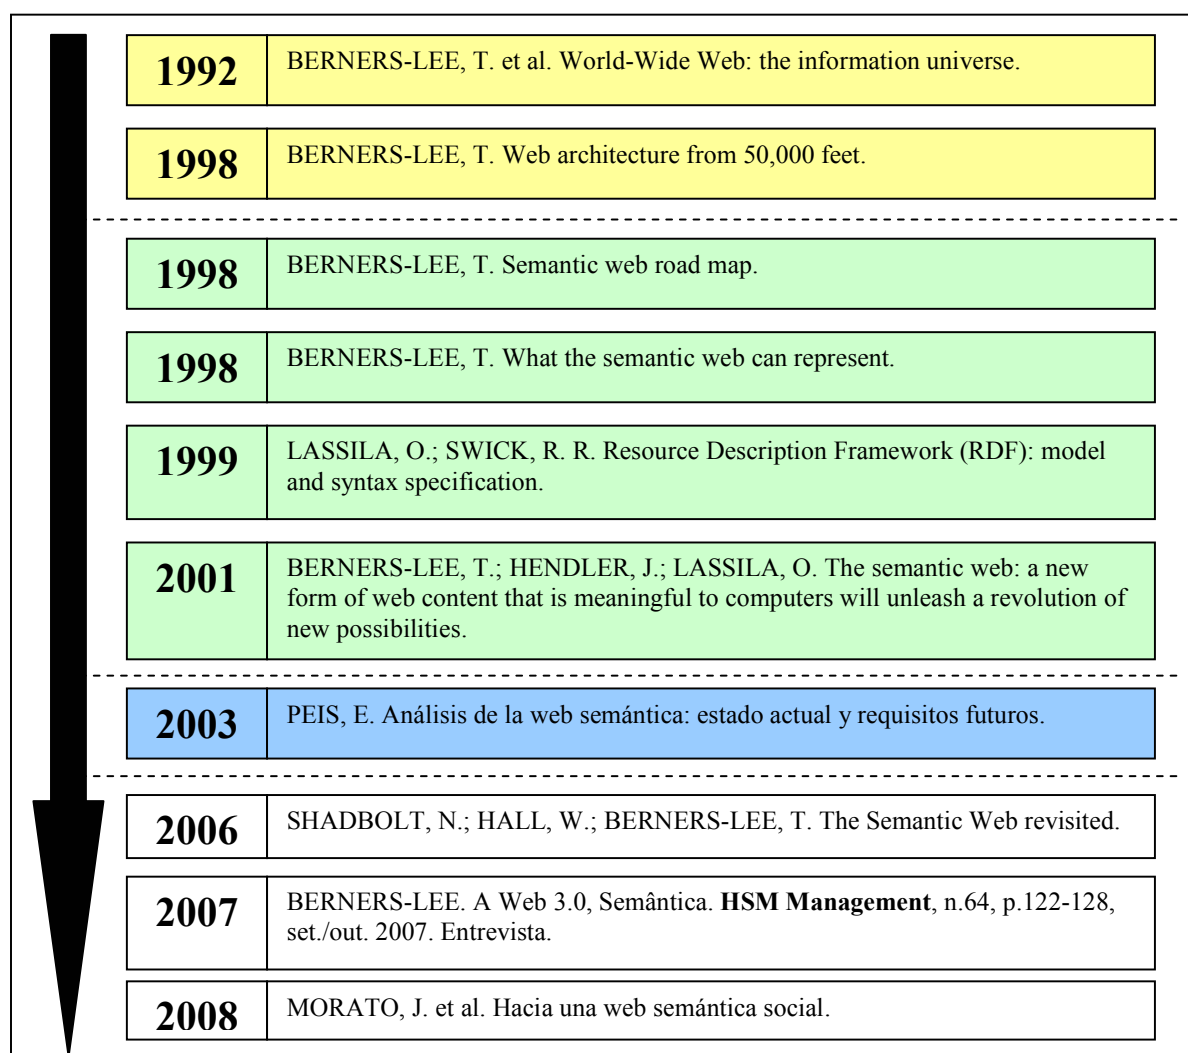 1992
BERNERS-LEE, T. et al. World-Wide Web: the information universe.
1998
BERNERS-LEE, T. Web architecture from 50,000 feet.
1998
BERNERS-LEE, T. Semantic web road map.
1998
BERNERS-LEE, T. What the semantic web can represent.
1999
LASSILA, O.; SWICK, R. R. Resource Description Framework (RDF): model
and syntax specification.
2001
BERNERS-LEE, T.; HENDLER, J.; LASSILA, O. The semantic web: a new
form of web content that is meaningful to computers will unleash a revolution of
new possibilities.
2003
PEIS, E. Análisis de la web semántica: estado actual y requisitos futuros.
2006
SHADBOLT, N.; HALL, W.; BERNERS-LEE, T. The Semantic Web revisited.
2007
BERNERS-LEE. A Web 3.0, Semântica. HSM Management, n.64, p.122-128,
set./out. 2007. Entrevista.
2008
MORATO, J. et al. Hacia una web semántica social.